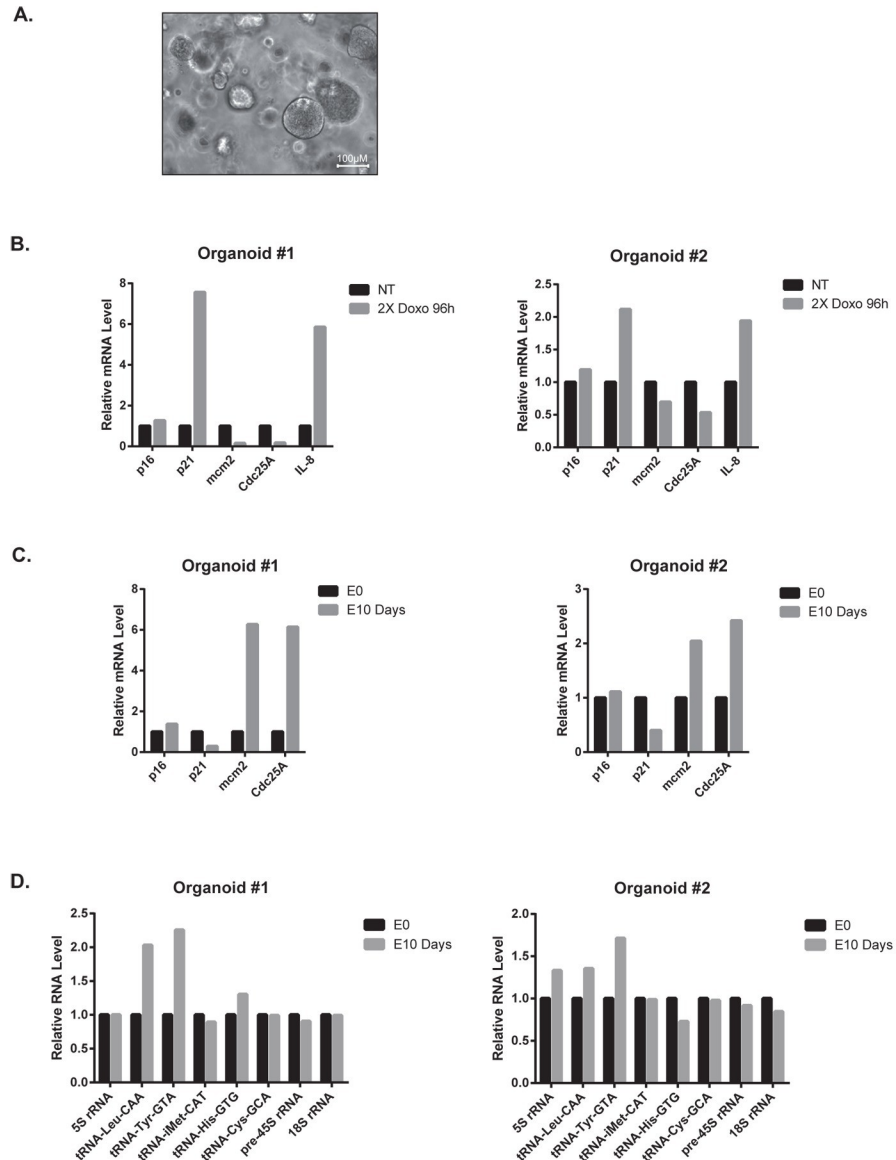 A.
100µM
B.
Organoid #1
Relative mRNA Level
8
6
4
2
0
p16
p21
mcm2
Cdc25A
IL-8
NT
2X Doxo 96h
Organoid #2
Relative mRNA Level
2.5
2.0
1.5
1.0
0.5
0.0
p16
p21
mcm2
Cdc25A
IL-8
NT
2X Doxo 96h
C.
Organoid #1
Relative mRNA Level
8
6
4
2
0
p16
p21
mcm2
Cdc25A
E0
E10 Days
Organoid #2
Relative mRNA Level
3
2
1
0
p16
p21
mcm2
Cdc25A
E0
E10 Days
D.
Organoid #1
Relative RNA Level
2.5
2.0
1.5
1.0
0.5
0.0
5S rRNA
tRNA-Leu-CAA
tRNA-Tyr-GTA
tRNA-iMet-CAT
tRNA-His-GTG
tRNA-Cys-GCA
pre-45S rRNA
18S rRNA
E0
E10 Days
Organoid #2
Relative RNA Level
2.0
1.5
1.0
0.5
0.0
5S rRNA
tRNA-Leu-CAA
tRNA-Tyr-GTA
tRNA-iMet-CAT
tRNA-His-GTG
tRNA-Cys-GCA
pre-45S rRNA
18S rRNA
E0
E10 Days